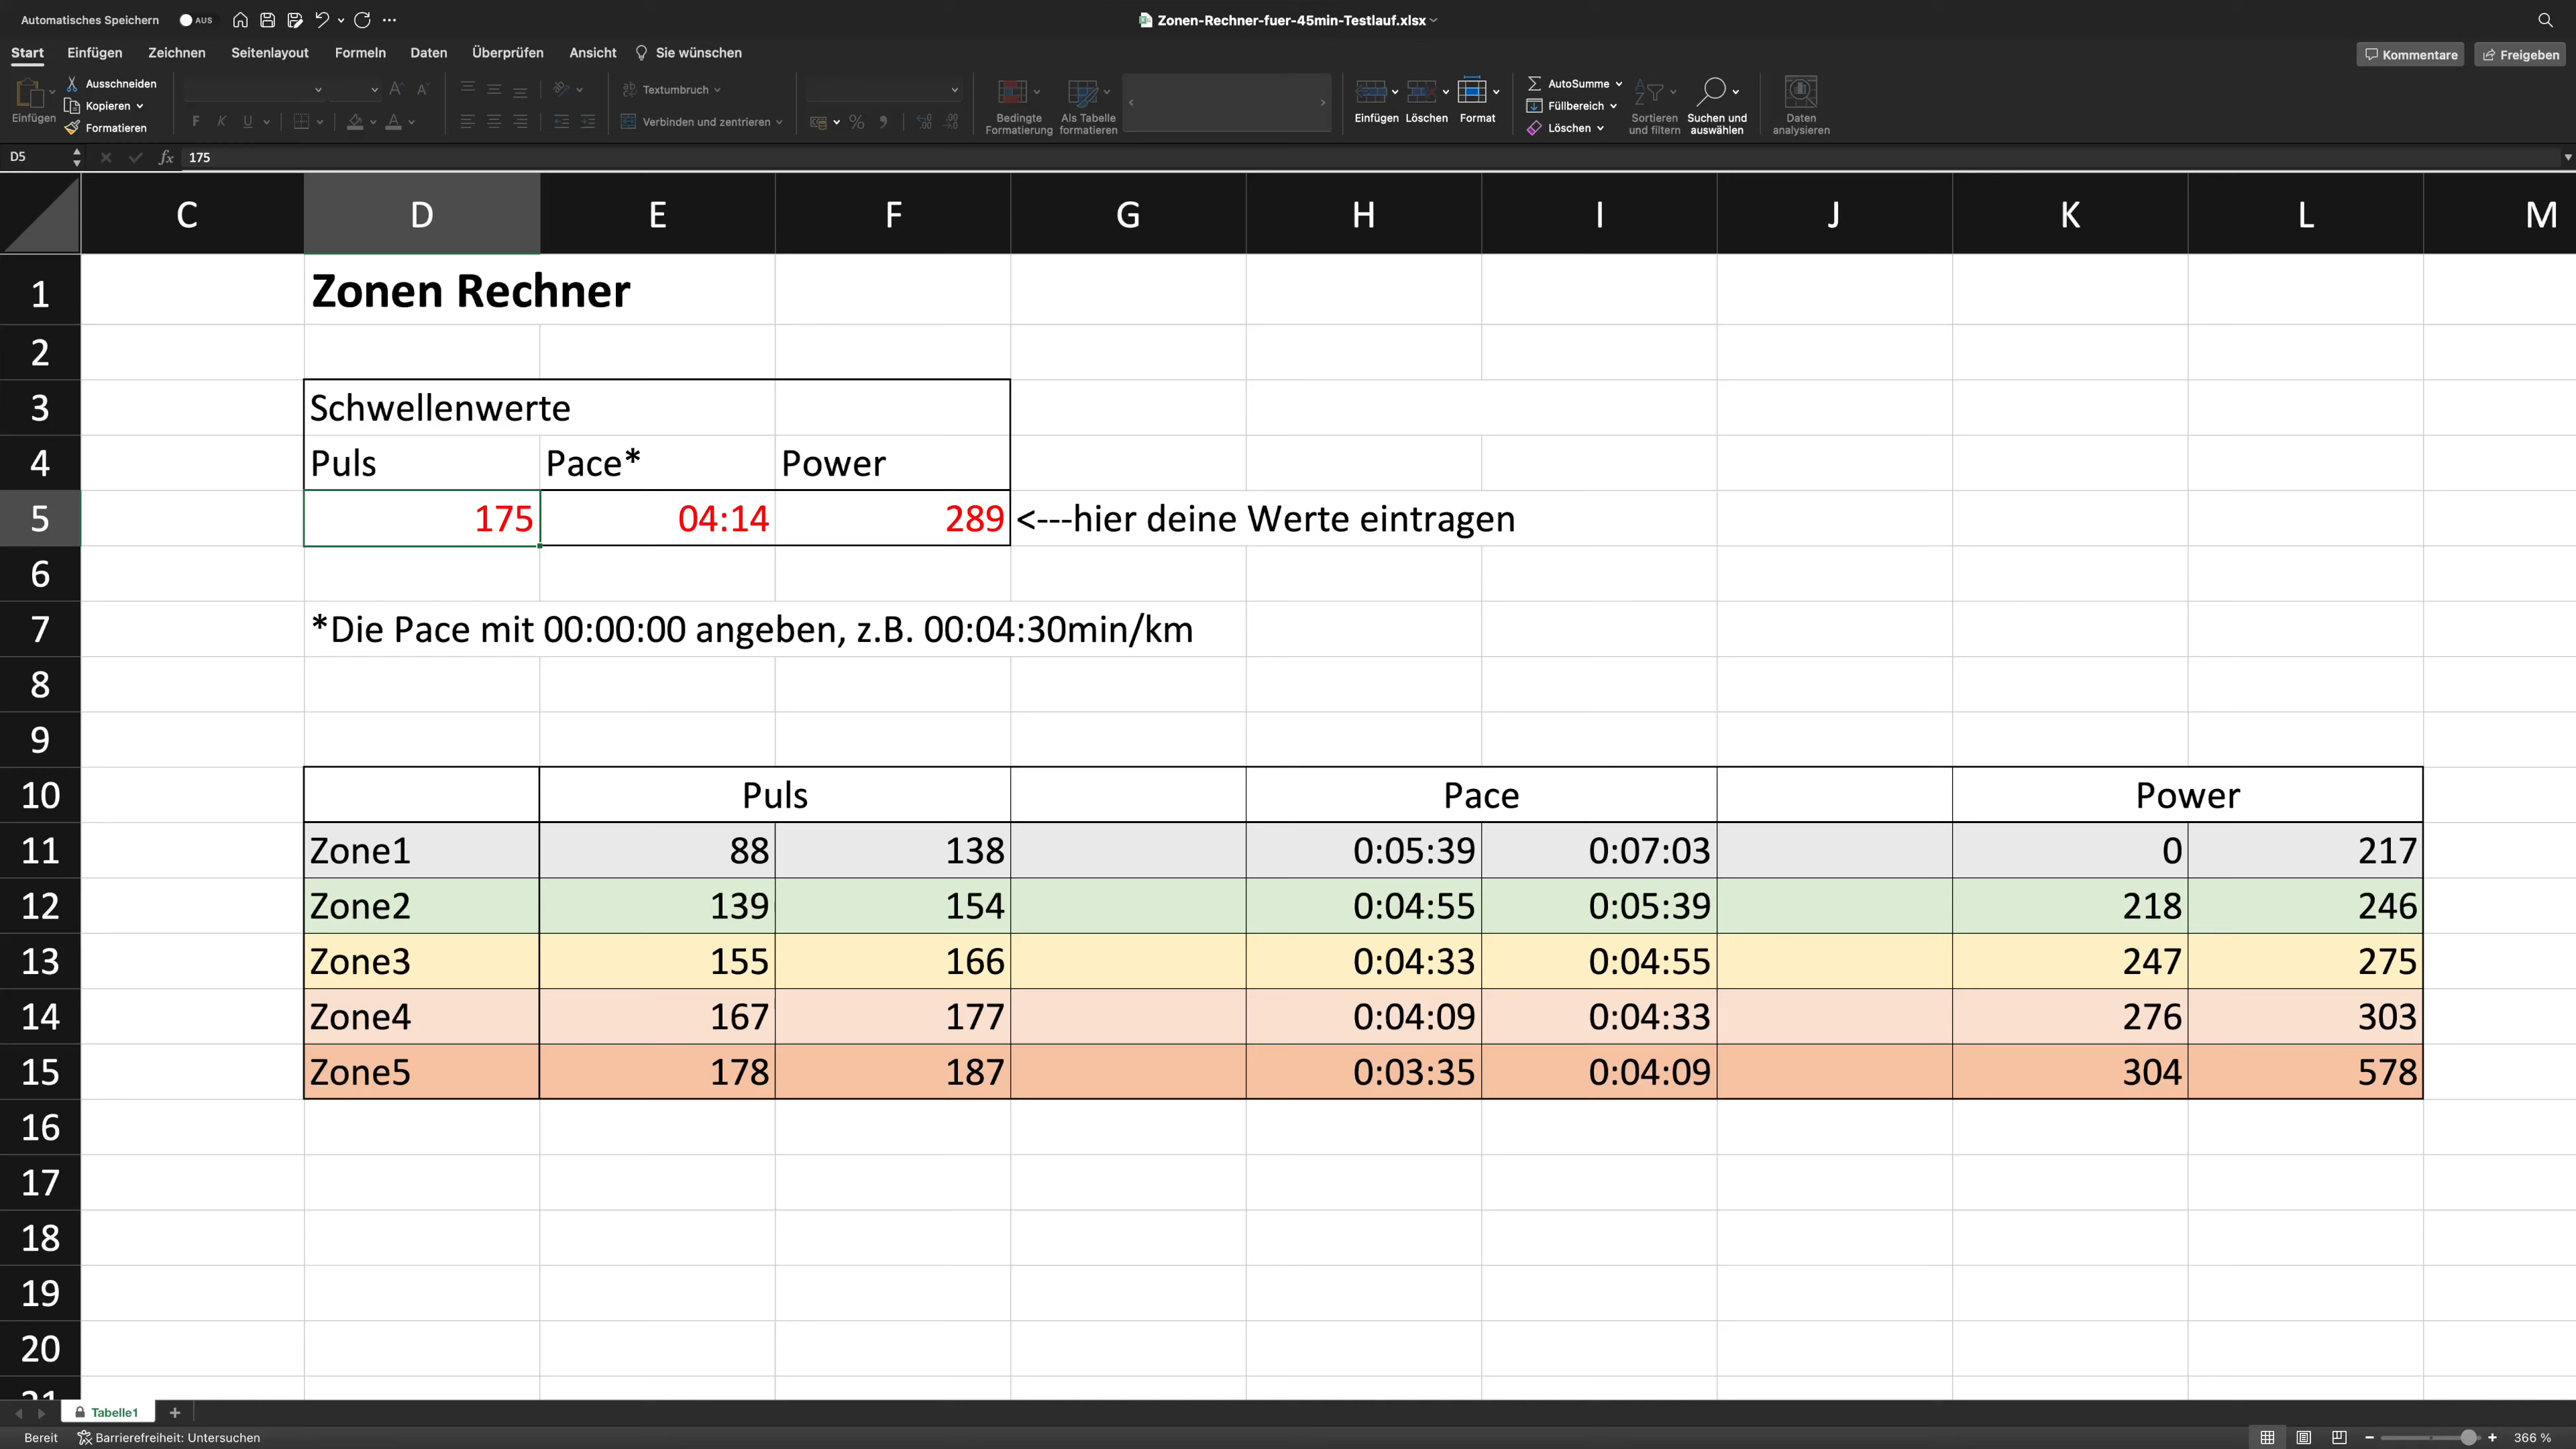 Automatisches Speichern AUS Zonen-Rechner-fuer-45min-Testlauf.xlsx
Start Einfügen Zeichnen Seitenlayout Formeln Daten Überprüfen Ansicht Sie wünschen Kommentare Freigeben
Einfügen Ausschneiden Kopieren Formatieren
F K U
Textumbruch
Verbinden und zentrieren
Bedingte Formatierung
Als Tabelle formatieren
Einfügen Löschen Format
AutoSumme
Füllbereich
Löschen
Sortieren und filtern
Suchen und auswählen
Daten analysieren
D5 fx 175
C D E F G H I J K L M
1 Zonen Rechner
2
3 Schwellenwerte
4 Puls Pace* Power
5 175 04:14 289 <---hier deine Werte eintragen
6
7 *Die Pace mit 00:00:00 angeben, z.B. 00:04:30min/km
8
9
10 Puls Pace Power
11 Zone1 88 138 0:05:39 0:07:03 0 217
12 Zone2 139 154 0:04:55 0:05:39 218 246
13 Zone3 155 166 0:04:33 0:04:55 247 275
14 Zone4 167 177 0:04:09 0:04:33 276 303
15 Zone5 178 187 0:03:35 0:04:09 304 578
16
17
18
19
20
21
Tabelle1 +
Bereit Barrierefreiheit: Untersuchen 366 %